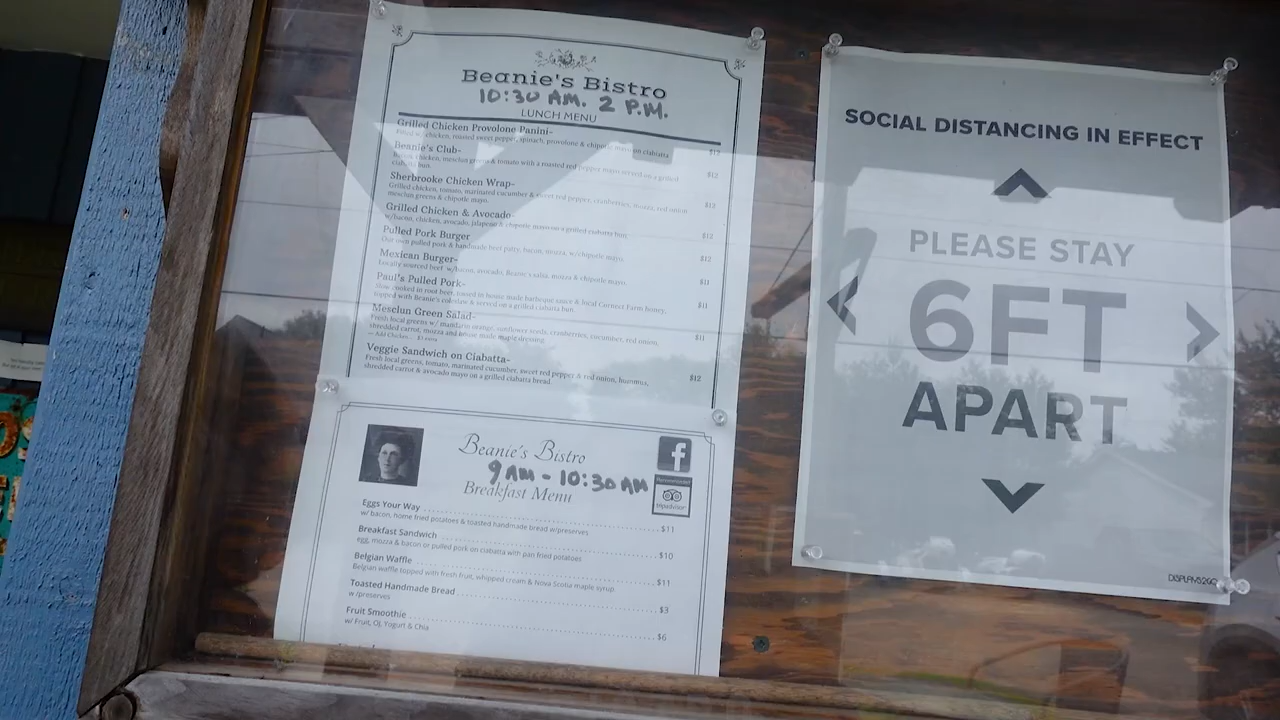 Beanie's Bistro
10:30 AM. 2 P.M.
LUNCH MENU
Grilled Chicken Provolone Panini-
chicken, roasted sweet pepper, spinach, provolone & chipotle mayo on ciabatta $12
Beanie's Club-
Bacon, chicken, mesclun greens & tomato with a roasted red pepper mayo served on a grilled $12
ciabatta bun.
Sherbrooke Chicken Wrap-
Grilled chicken, tomato, marinated cucumber & sweet red pepper, cranberries, mozza, red onion $12
mesclun greens & chipotle mayo.
Grilled Chicken & Avocado-
w/bacon, chicken, avocado, jalapeno & chipotle mayo on a grilled ciabatta bun. $12
Pulled Pork Burger
Our own pulled pork & handmade beef patty, bacon, mozza, w/chipotle mayo. $12
Mexican Burger-
Locally sourced beef w/bacon, avocado, Beanie's salsa, mozza & chipotle mayo. $11
Paul's Pulled Pork-
Slow cooked in root beer, tossed in house made barbeque sauce & local Cornect Farm honey, $11
topped with Beanie's coleslaw & served on a grilled ciabatta bun.
Mesclun Green Salad-
Fresh local greens w/ mandarin orange, sunflower seeds, cranberries, cucumber, red onion, $11
shredded carrot, mozza and house made maple dressing
- Add Chicken -
Veggie Sandwich on Ciabatta-
Fresh local greens, tomato, marinated cucumber, sweet red pepper & red onion, hummus, $12
shredded carrot & avocado mayo on a grilled ciabatta bread.
Beanie's Bistro
9 AM - 10:30 AM
Breakfast Menu
f
tripadvisor
Eggs Your Way $11
w/ bacon, home fried potatoes & toasted handmade bread w/preserves
Breakfast Sandwich $10
egg, mozza & bacon or pulled pork on ciabatta with pan fried potatoes
Belgian Waffle $11
Belgian waffle topped with fresh fruit, whipped cream & Nova Scotia maple syrup
Toasted Handmade Bread $3
w /preserves
Fruit Smoothie $6
w/ Fruit, OJ, Yogurt & Chia
SOCIAL DISTANCING IN EFFECT
PLEASE STAY
6FT
APART